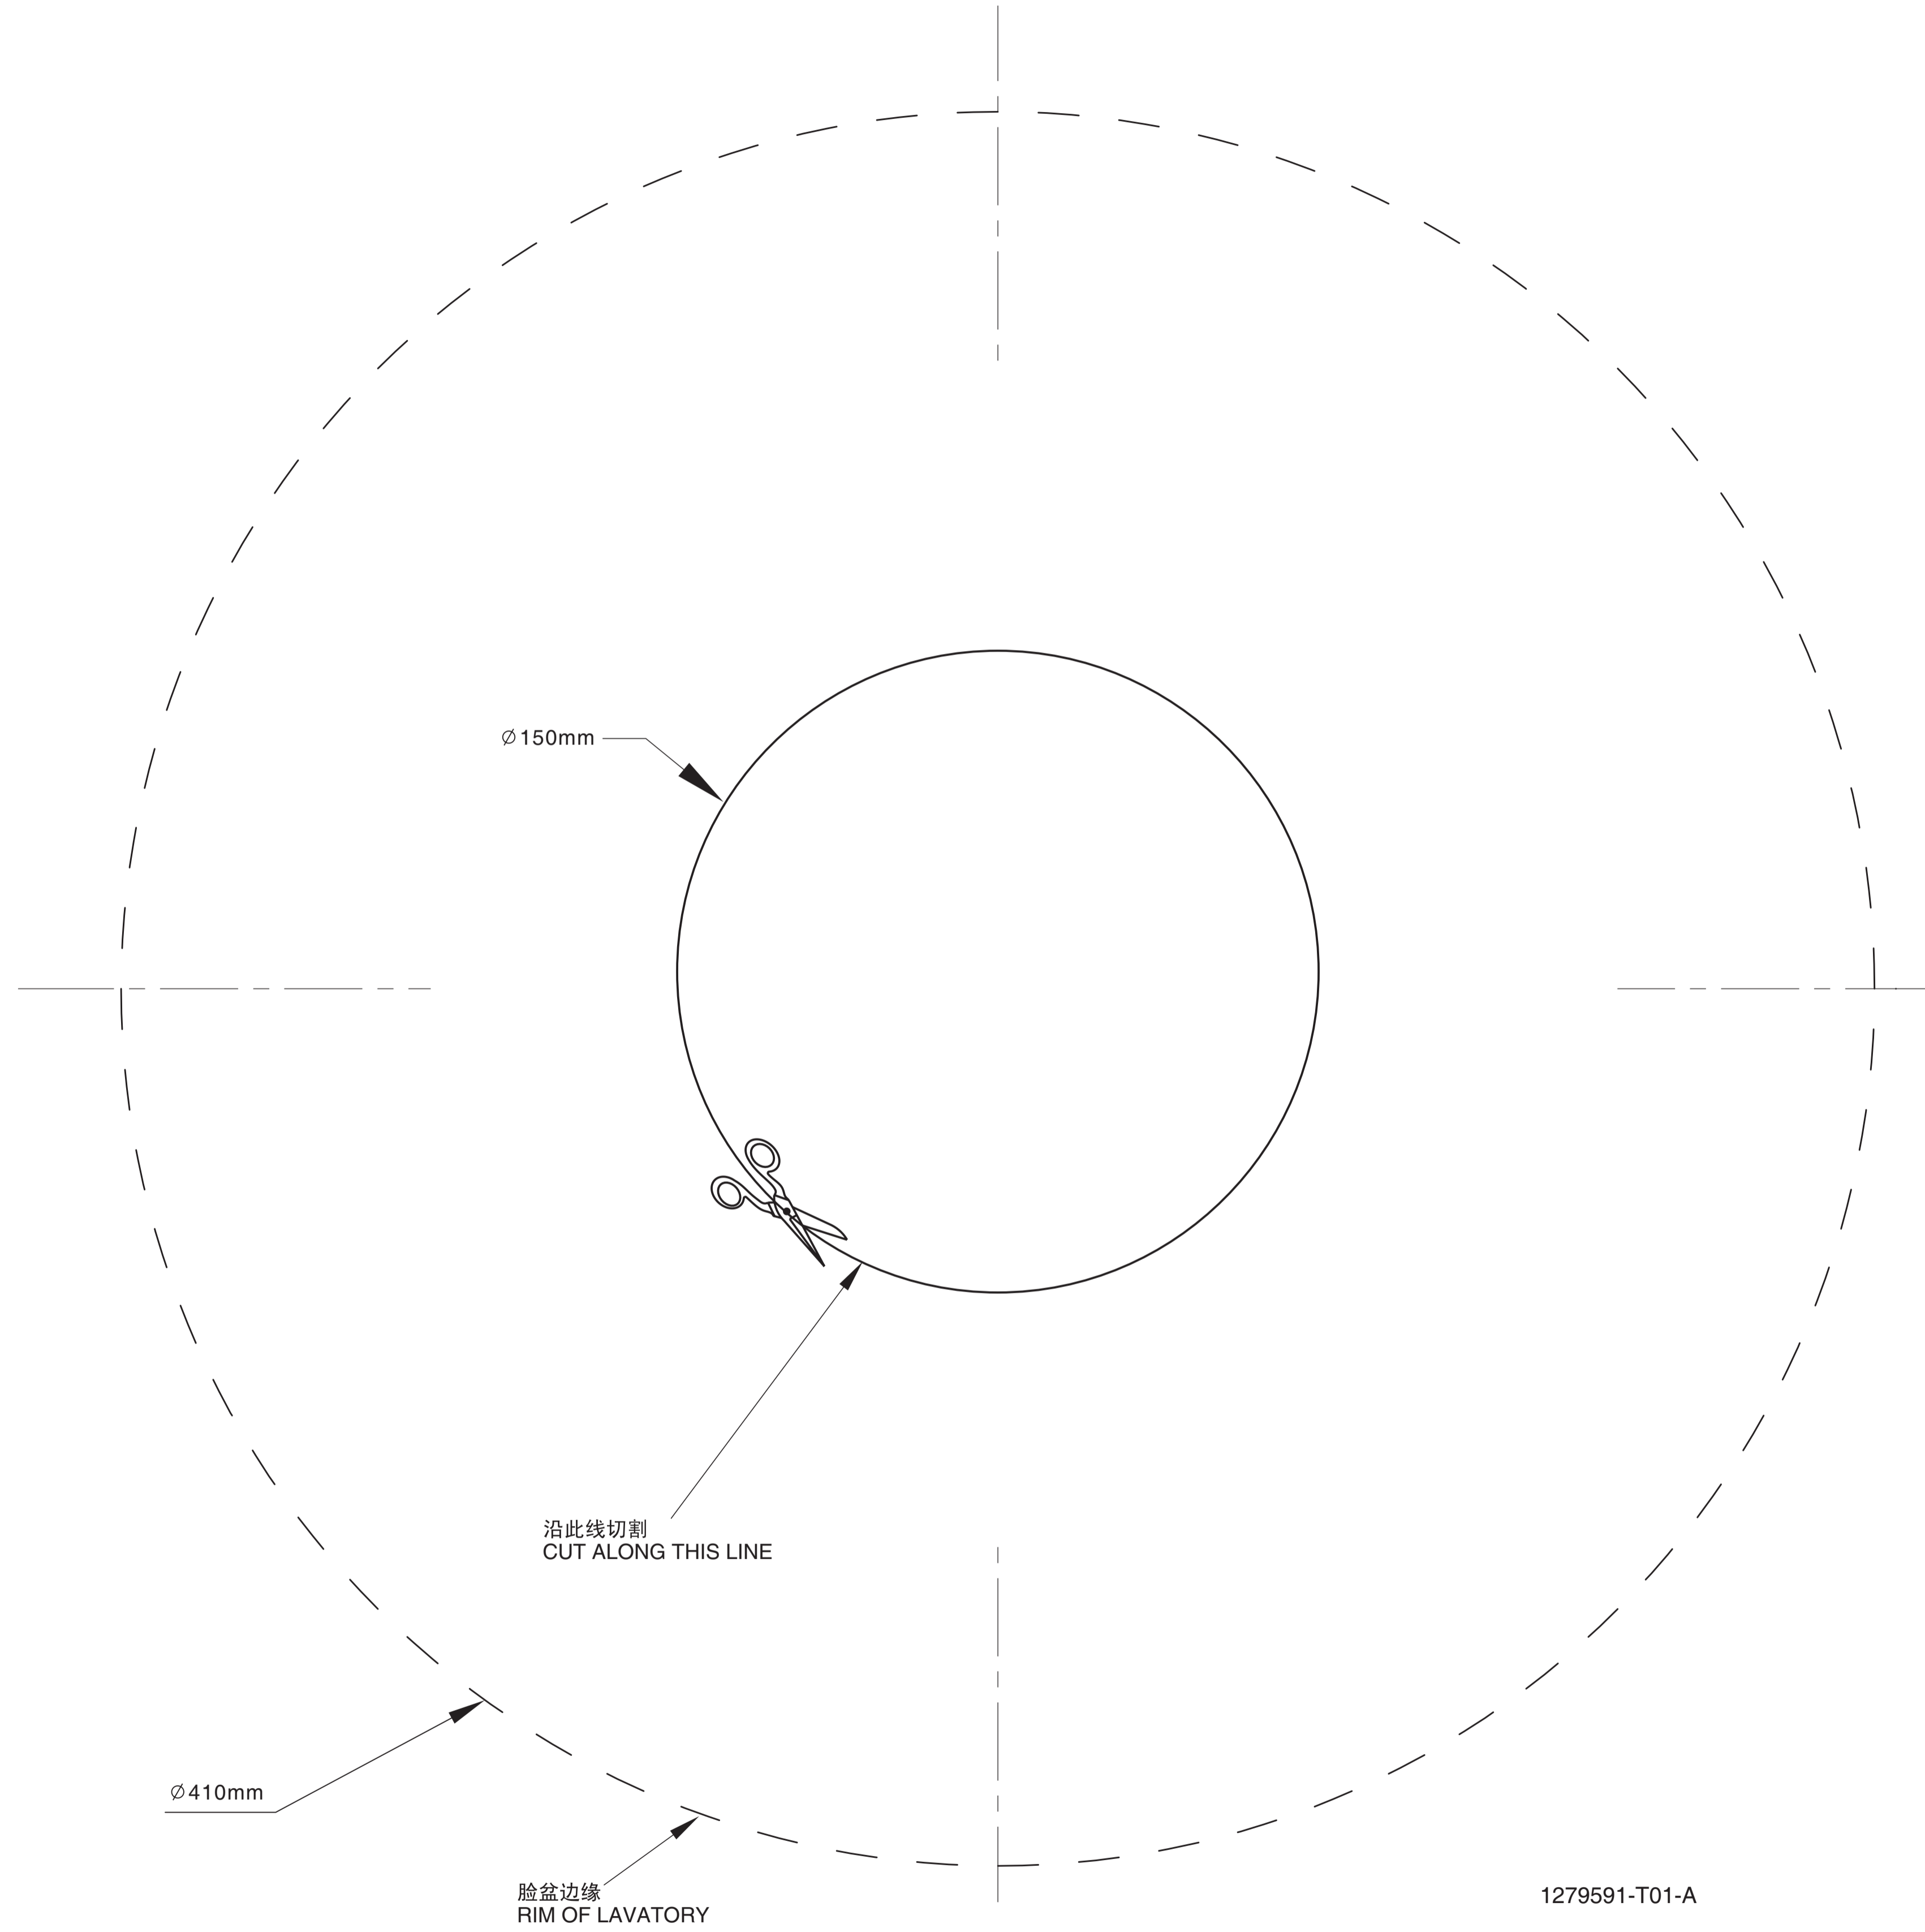 ∅150mm
沿此线切割
CUT ALONG THIS LINE
∅410mm
脸盆边缘
RIM OF LAVATORY
1279591-T01-A